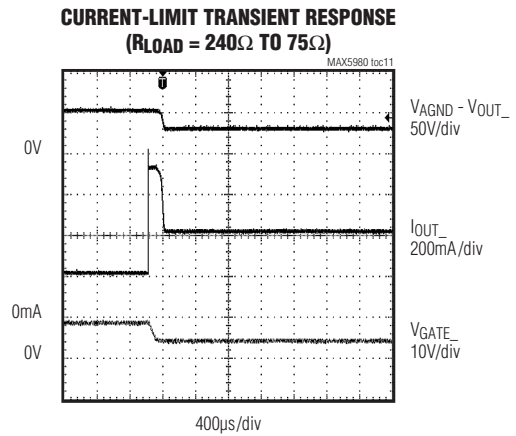 CURRENT-LIMIT TRANSIENT RESPONSE
(RLOAD = 240Ω TO 75Ω)
MAX5980 toc11
T
VAGND - VOUT_
50V/div
0V
IOUT_
200mA/div
0mA
VGATE_
10V/div
0V
400µs/div